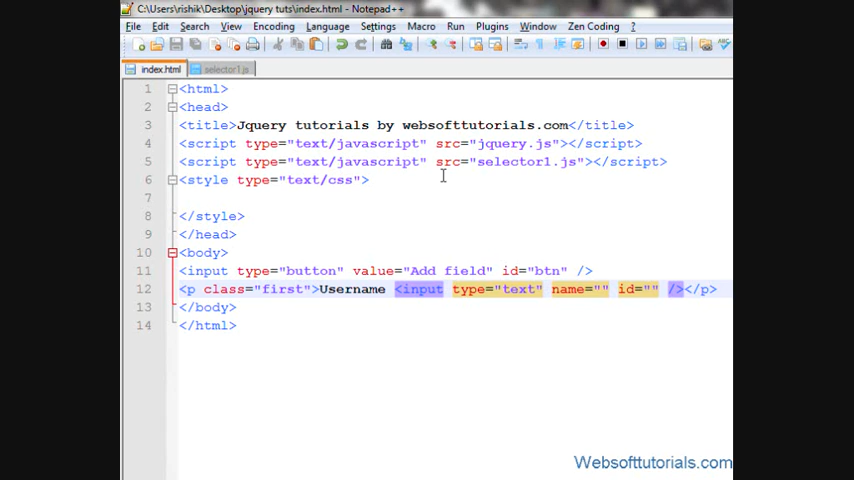 C:\Users\rishik\Desktop\jquery tuts\index.html - Notepad++
File Edit Search View Encoding Language Settings Macro Run Plugins Window Zen Coding ?
index.html selector1.js
1 <html>
2 <head>
3 <title>Jquery tutorials by websofttutorials.com</title>
4 <script type="text/javascript" src="jquery.js"></script>
5 <script type="text/javascript" src="selector1.js"></script>
6 <style type="text/css">
7
8 </style>
9 </head>
10 <body>
11 <input type="button" value="Add field" id="btn" />
12 <p class="first">Username <input type="text" name="" id="" /></p>
13 </body>
14 </html>
Websofttutorials.com